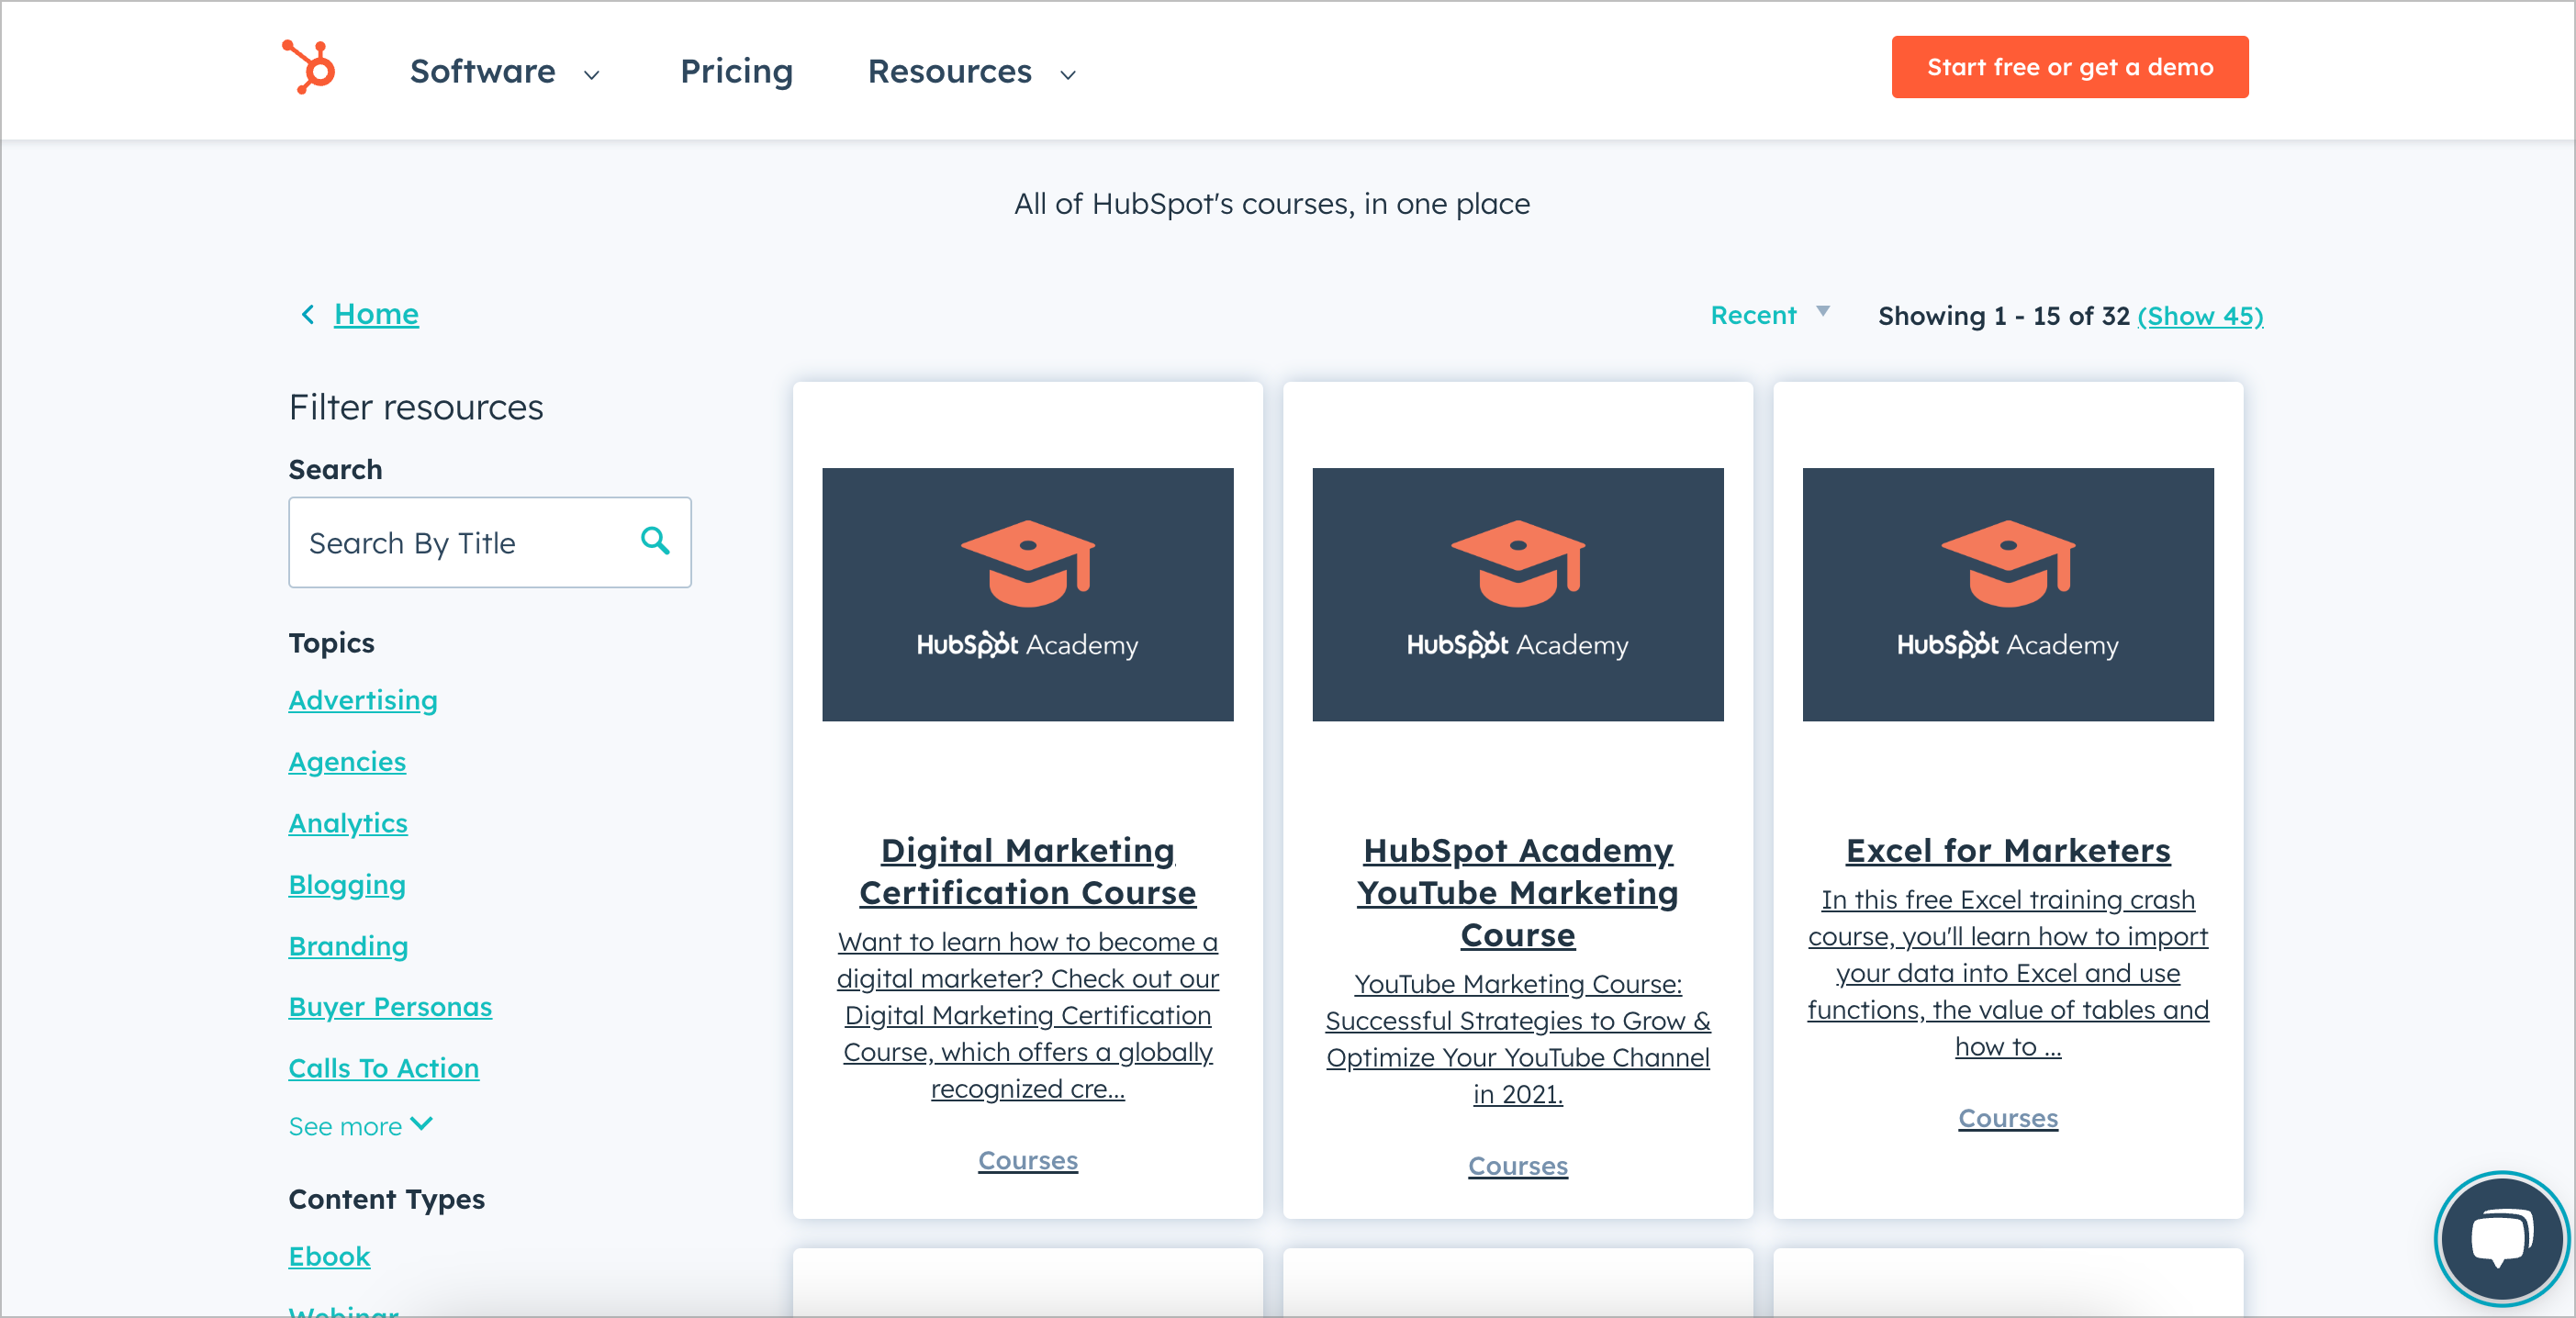 Software
Pricing
Resources
Start free or get a demo
All of HubSpot's courses, in one place
Home
Recent
Showing 1 - 15 of 32 (Show 45)
Filter resources
Search
Search By Title
Topics
Advertising
Agencies
Analytics
Blogging
Branding
Buyer Personas
Calls To Action
See more
Content Types
Ebook
Webinar
HubSpot Academy
Digital Marketing
Certification Course
Want to learn how to become a
digital marketer? Check out our
Digital Marketing Certification
Course, which offers a globally
recognized cre...
Courses
HubSpot Academy
HubSpot Academy
YouTube Marketing
Course
YouTube Marketing Course:
Successful Strategies to Grow &
Optimize Your YouTube Channel
in 2021.
Courses
HubSpot Academy
Excel for Marketers
In this free Excel training crash
course, you'll learn how to import
your data into Excel and use
functions, the value of tables and
how to ...
Courses